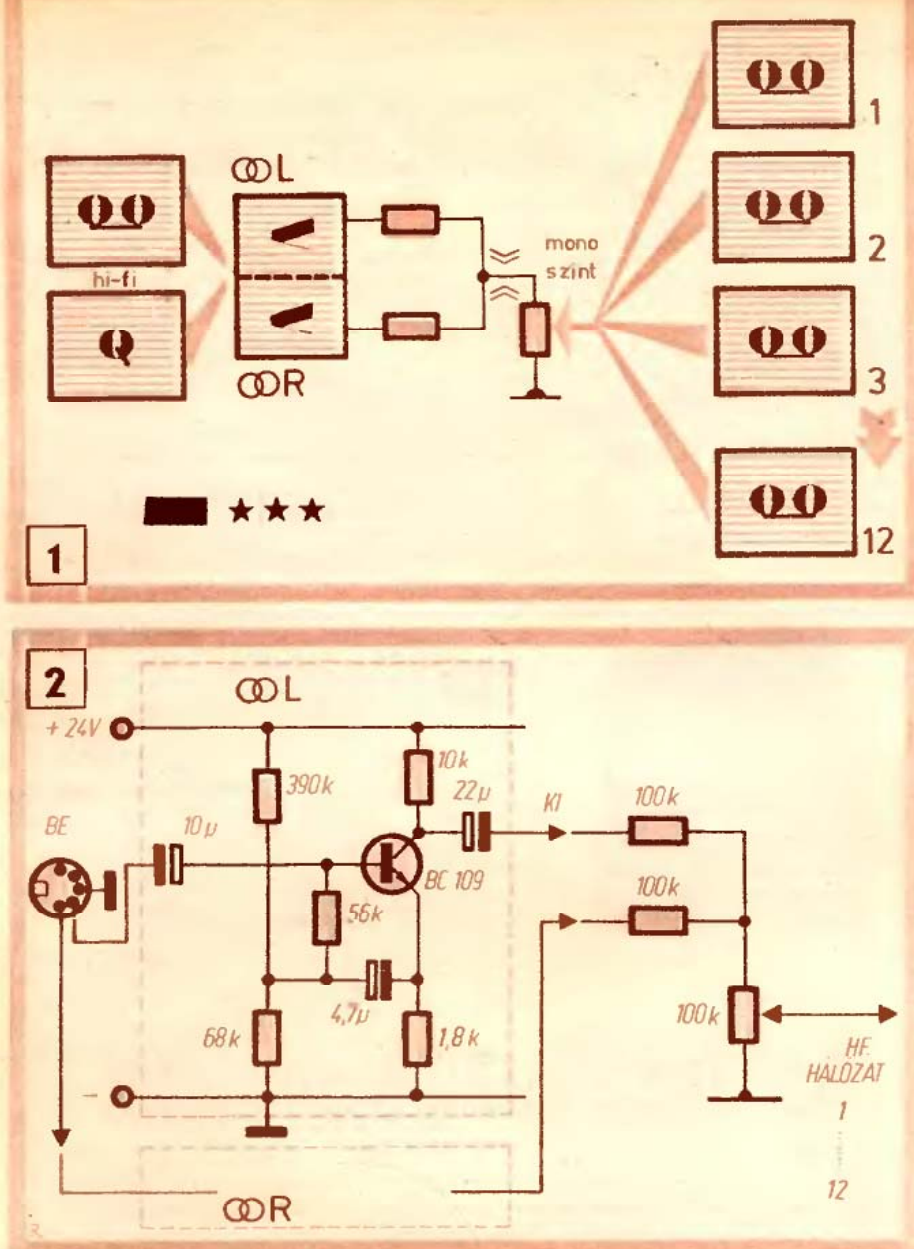 L
1
hi-fi
mono
szint
2
R
3
12
1
2
L
+ 24V
390k
10k
22µ
KI
100k
BE
10µ
BC 109
100k
56k
4,7µ
68k
1,8k
100k
HF.
HÁLÓZAT
–
1
12
R